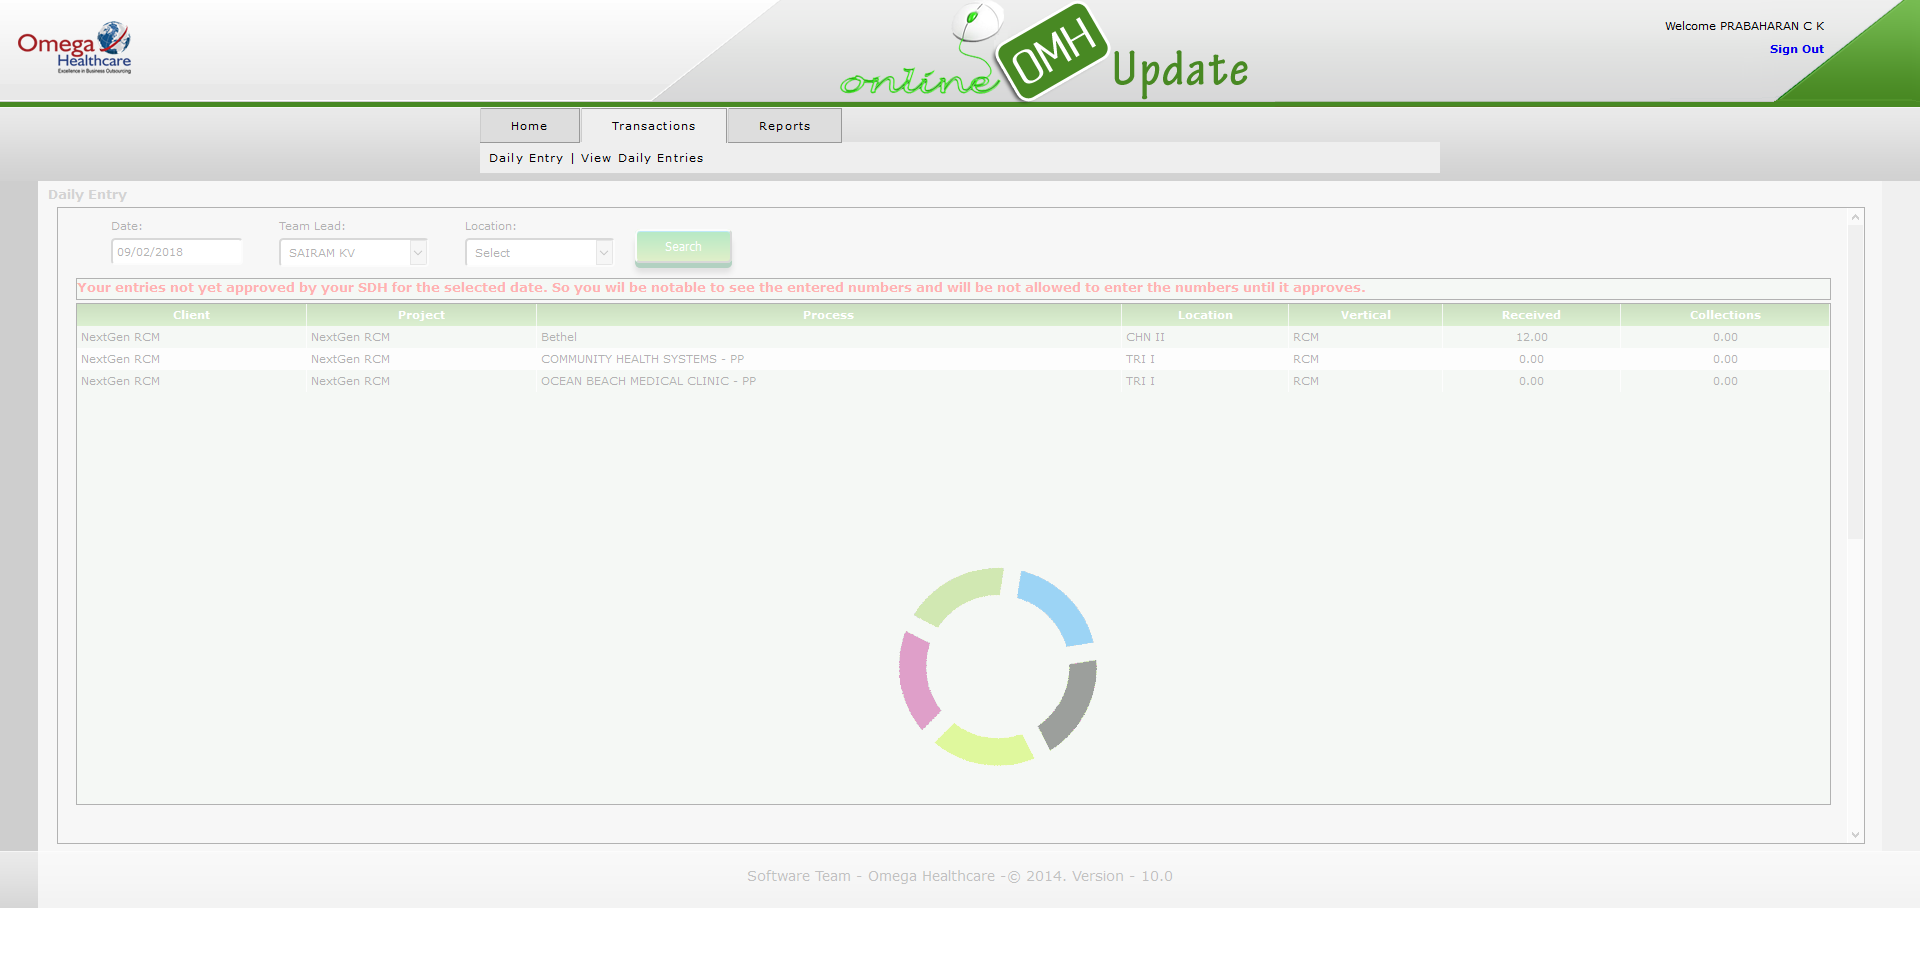 Omega
Healthcare
Excellence in Business Outsourcing
online OMH Update
Welcome PRABAHARAN C K
Sign Out
Home Transactions Reports
Daily Entry | View Daily Entries
Daily Entry
Date: Team Lead: Location:
09/02/2018 SAIRAM KV Select Search
Your entries not yet approved by your SDH for the selected date. So you wil be notable to see the entered numbers and will be not allowed to enter the numbers until it approves.
Client Project Process Location Vertical Received Collections
NextGen RCM NextGen RCM Bethel CHN II RCM 12.00 0.00
NextGen RCM NextGen RCM COMMUNITY HEALTH SYSTEMS - PP TRI I RCM 0.00 0.00
NextGen RCM NextGen RCM OCEAN BEACH MEDICAL CLINIC - PP TRI I RCM 0.00 0.00
Software Team - Omega Healthcare -© 2014. Version - 10.0